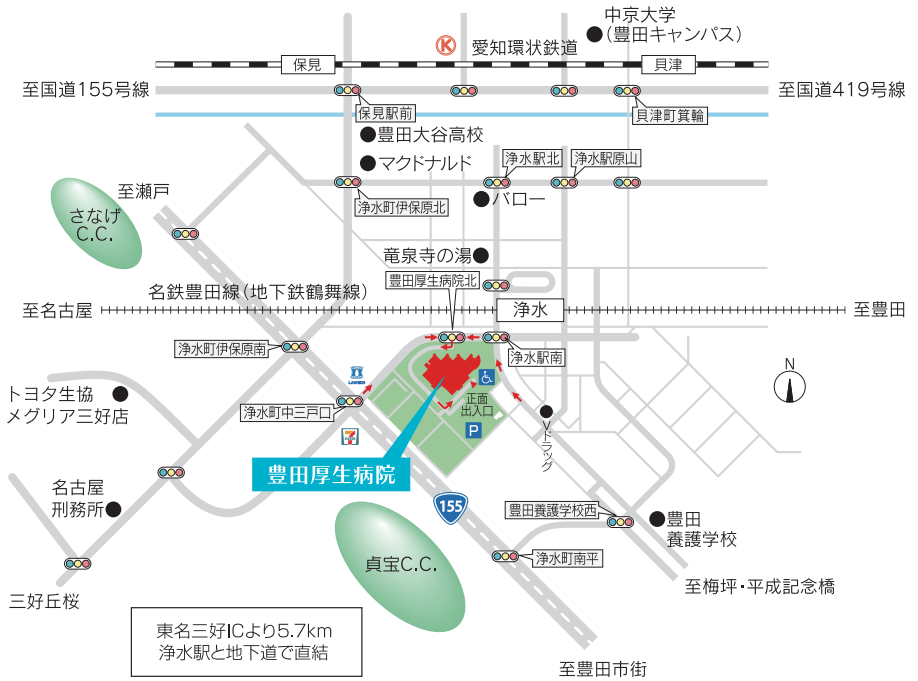 中京大学
(豊田キャンパス)
愛知環状鉄道
K
保見
貝津
至国道155号線
至国道419号線
保見駅前
貝津町箕輪
豊田大谷高校
マクドナルド
浄水駅北
浄水駅原山
至瀬戸
浄水町伊保原北
バロー
さなげ
C.C.
竜泉寺の湯
豊田厚生病院北
名鉄豊田線(地下鉄鶴舞線)
至名古屋
浄水
至豊田
浄水町伊保原南
浄水駅南
N
LAWSON
トヨタ生協
メグリア三好店
浄水町中三戸口
正面
出入口
P
Vドラッグ
7
豊田厚生病院
名古屋
刑務所
155
豊田養護学校西
豊田
養護学校
浄水町南平
貞宝C.C.
至梅坪・平成記念橋
三好丘桜
東名三好ICより5.7km
浄水駅と地下道で直結
至豊田市街